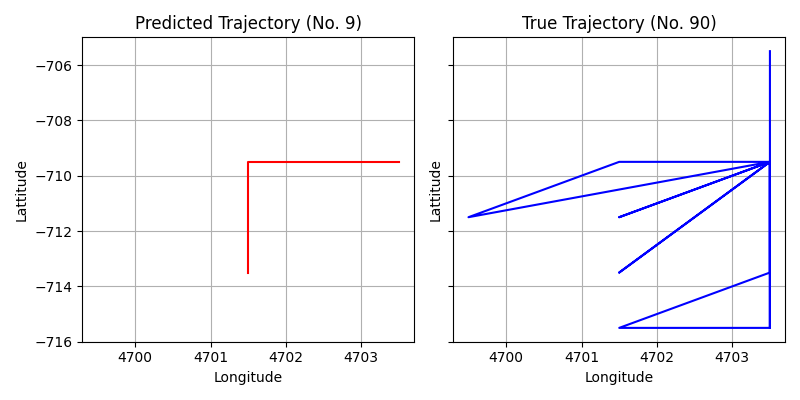 Predicted Trajectory (No. 9)
True Trajectory (No. 90)
−706
−708
−710
−712
−714
−716
Lattitude
Lattitude
4700 4701 4702 4703
4700 4701 4702 4703
Longitude
Longitude